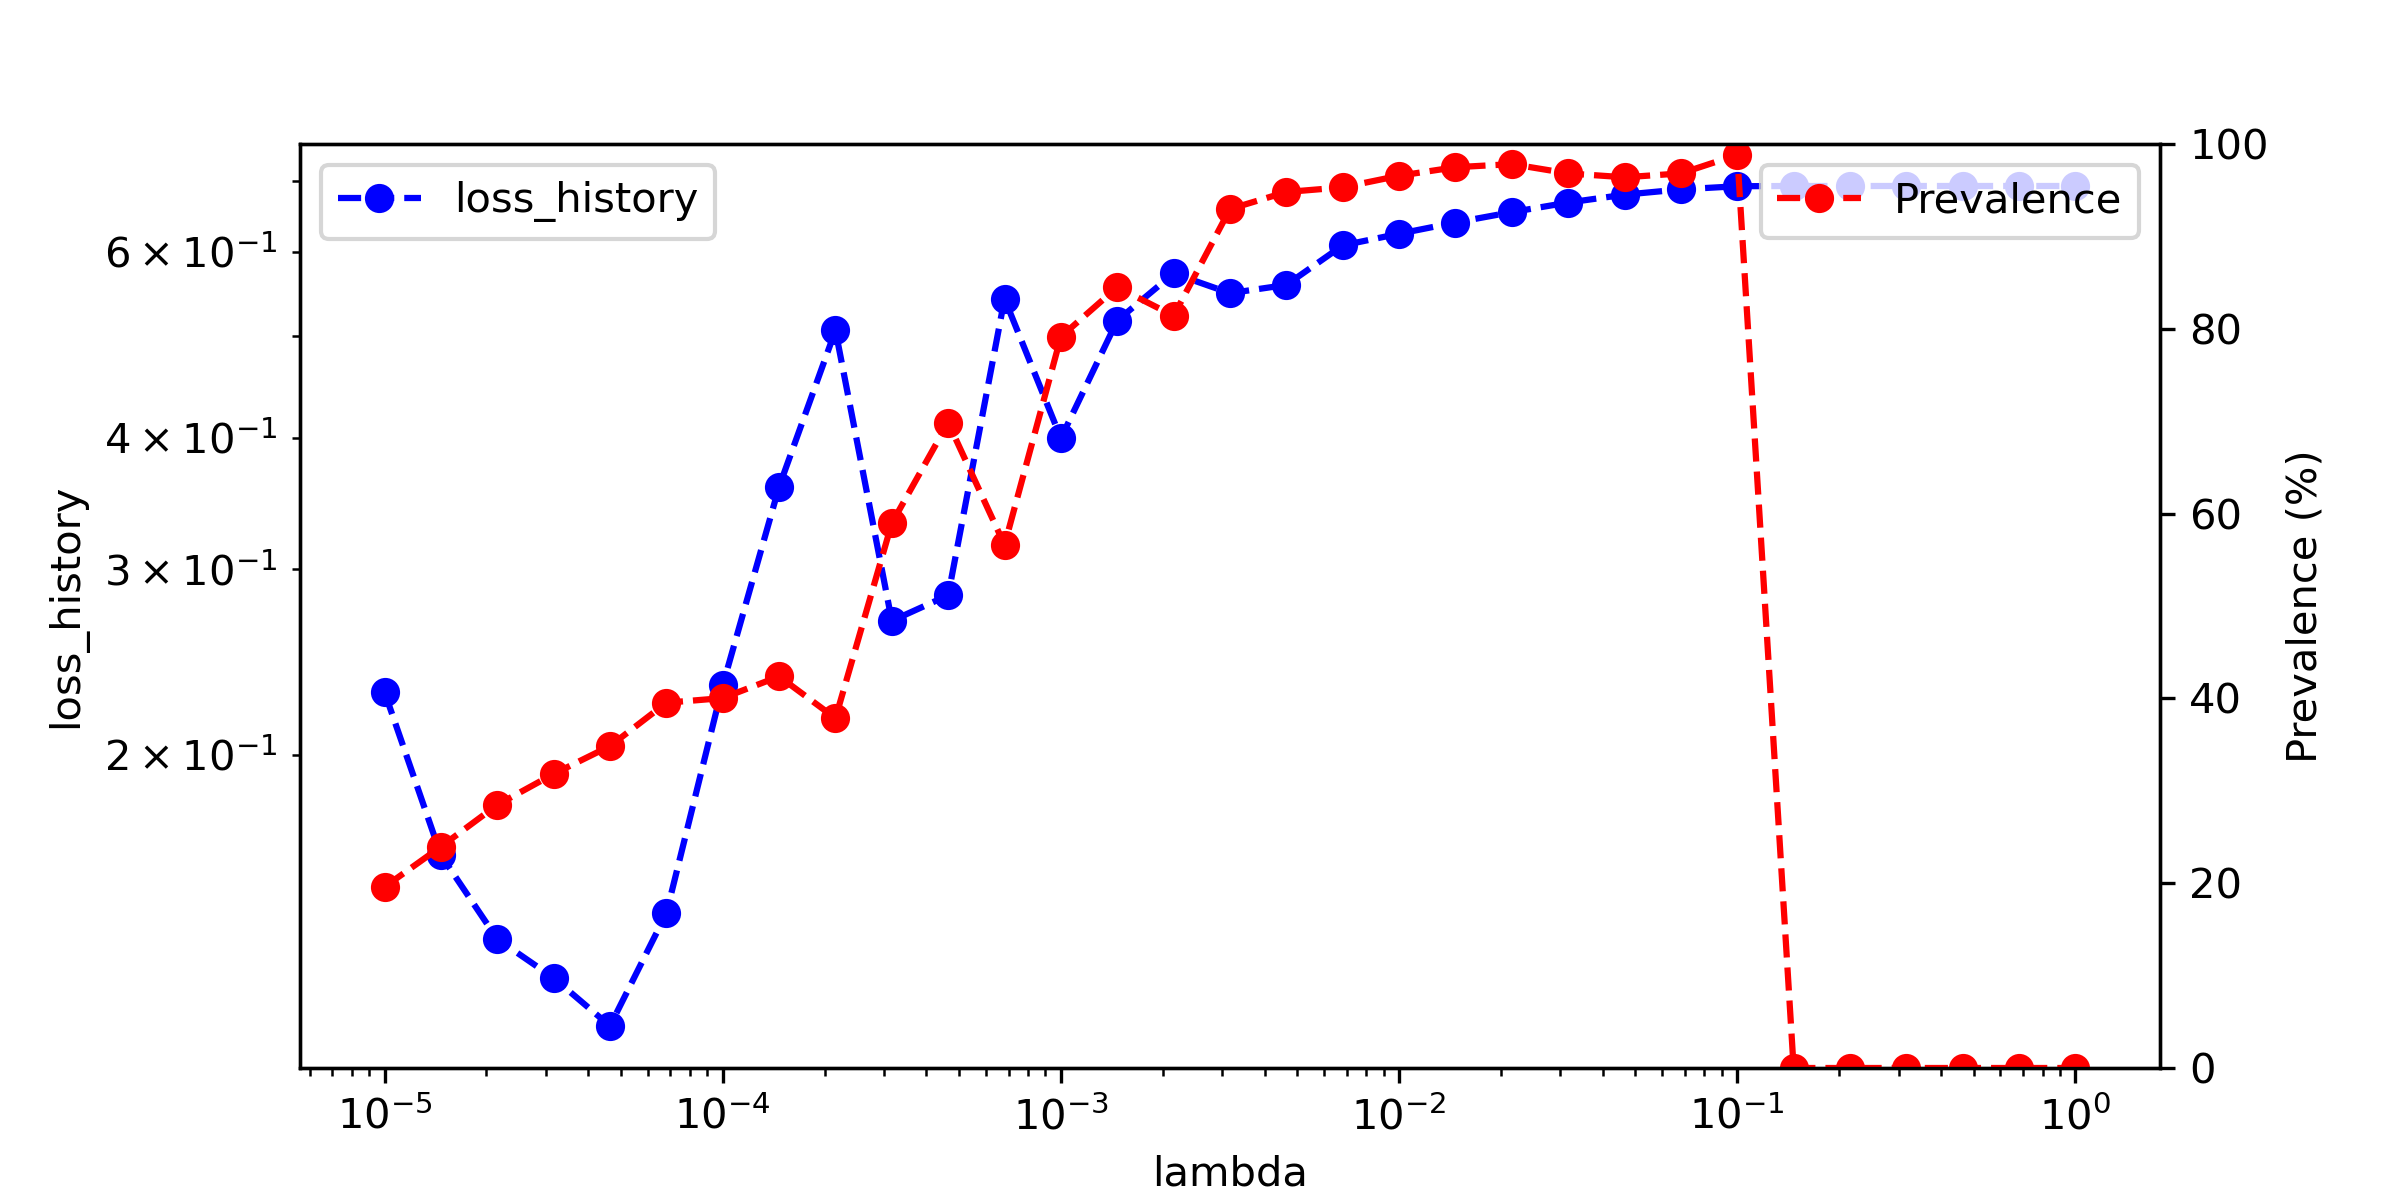 loss_history
Prevalence
6 × 10⁻¹
4 × 10⁻¹
3 × 10⁻¹
2 × 10⁻¹
loss_history
100
80
60
40
20
0
Prevalence (%)
10⁻⁵ 10⁻⁴ 10⁻³ 10⁻² 10⁻¹ 10⁰
lambda